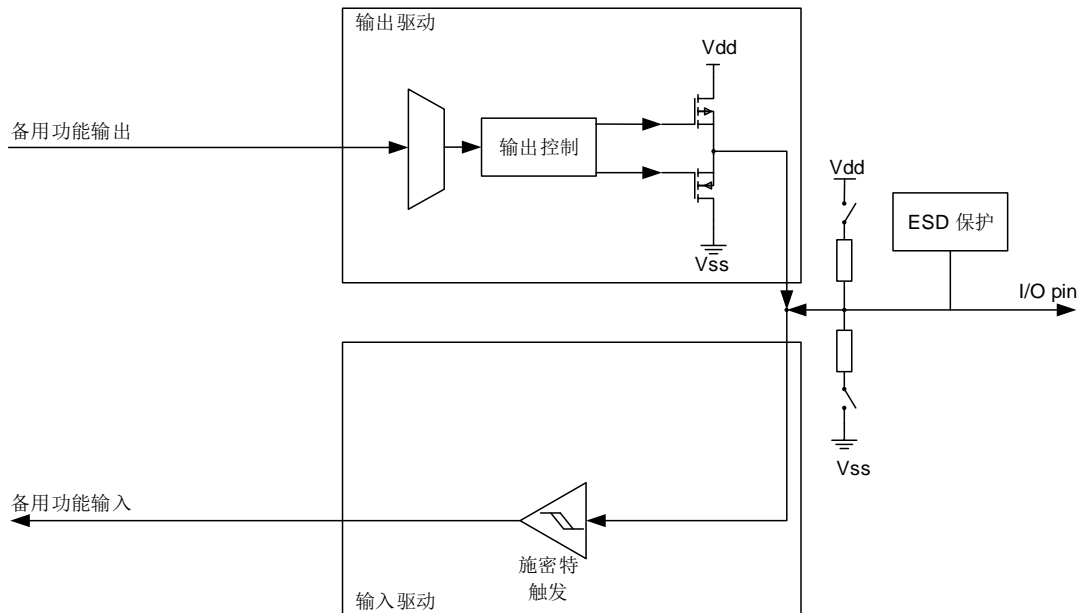 输出驱动
Vdd
备用功能输出
输出控制
Vss
Vdd
ESD 保护
I/O pin
Vss
备用功能输入
施密特
触发
输入驱动